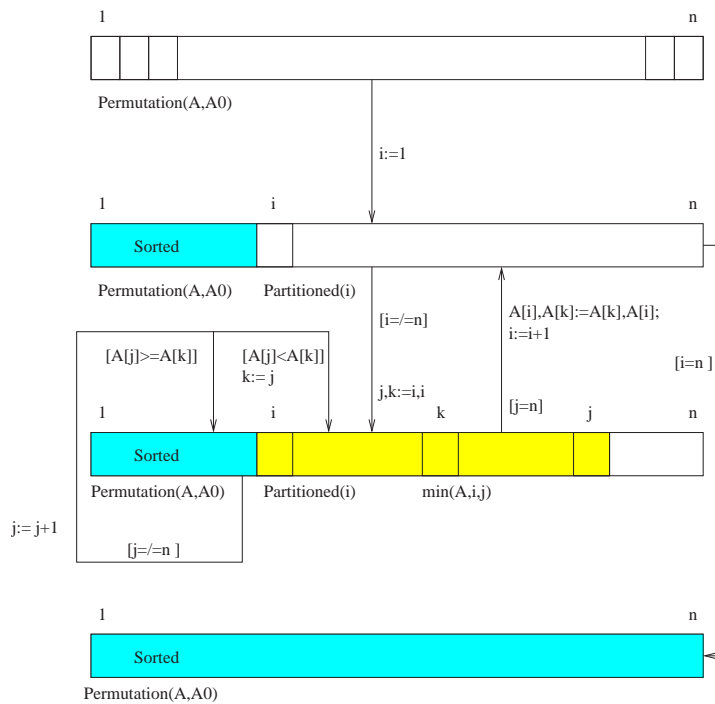 1 n
Permutation(A,A0)
i:=1
1 i n
Sorted
Permutation(A,A0) Partitioned(i)
[i=/=n]
A[i],A[k]:=A[k],A[i];
i:=i+1
[A[j]>=A[k]]
[A[j]<A[k]]
k:= j
[i=n ]
j,k:=i,i
[j=n]
1 i k j n
Sorted
Permutation(A,A0) Partitioned(i) min(A,i,j)
j:= j+1
[j=/=n ]
1 n
Sorted
Permutation(A,A0)